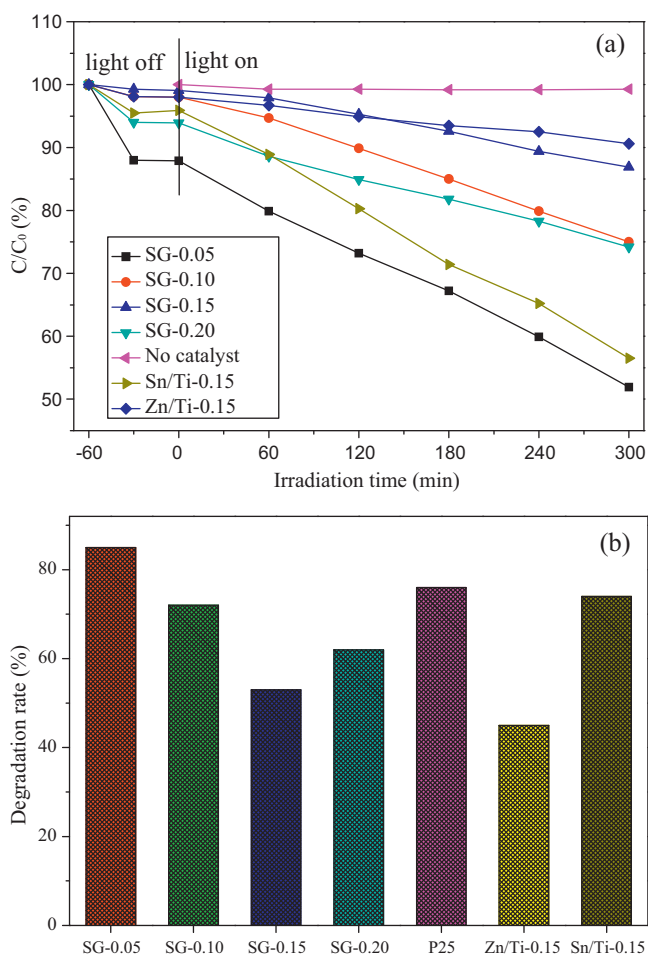 110
(a)
light off
light on
100
90
80
70
60
50
C/C₀ (%)
SG-0.05
SG-0.10
SG-0.15
SG-0.20
No catalyst
Sn/Ti-0.15
Zn/Ti-0.15
-60 0 60 120 180 240 300
Irradiation time (min)
(b)
80
60
40
20
0
Degradation rate (%)
SG-0.05 SG-0.10 SG-0.15 SG-0.20 P25 Zn/Ti-0.15 Sn/Ti-0.15